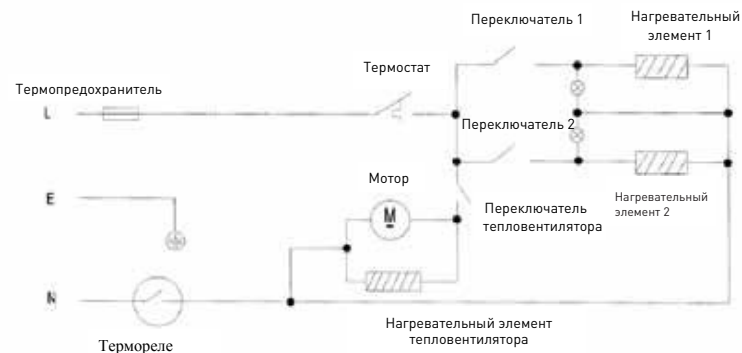 Переключатель 1
Нагревательный
элемент 1
Термостат
Термопредохранитель
L
Переключатель 2
E
Мотор
M
Переключатель
тепловентилятора
Нагревательный
элемент 2
N
Нагревательный элемент
тепловентилятора
Термореле